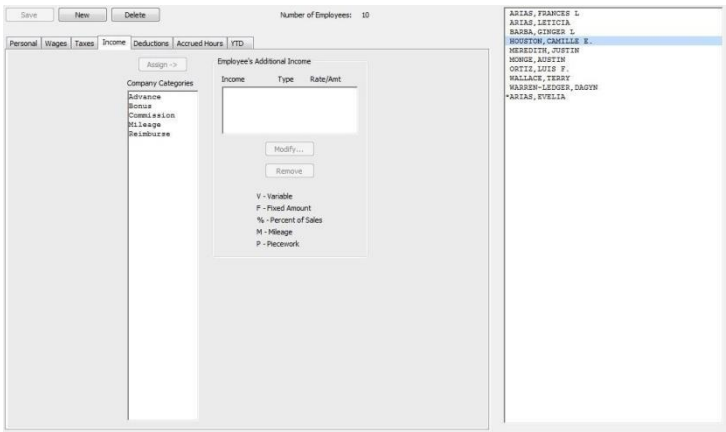 Save New Delete Number of Employees: 10
Personal Wages Taxes Income Deductions Accrued Hours YTD
Assign ->
Company Categories
Advance
Bonus
Commission
Mileage
Reimburse
Employee's Additional Income
Income Type Rate/Amt
Modify...
Remove
V - Variable
F - Fixed Amount
% - Percent of Sales
M - Mileage
P - Piecework
ARIAS,FRANCES L
ARIAS,LETICIA
BARBA,GINGER L
HOUSTON,CAMILLE E.
MEREDITH,JUSTIN
MONGE,AUSTIN
ORTIZ,LUIS F.
WALLACE,TERRY
WARREN-LEDGER,DAGYN
*ARIAS,EVELIA